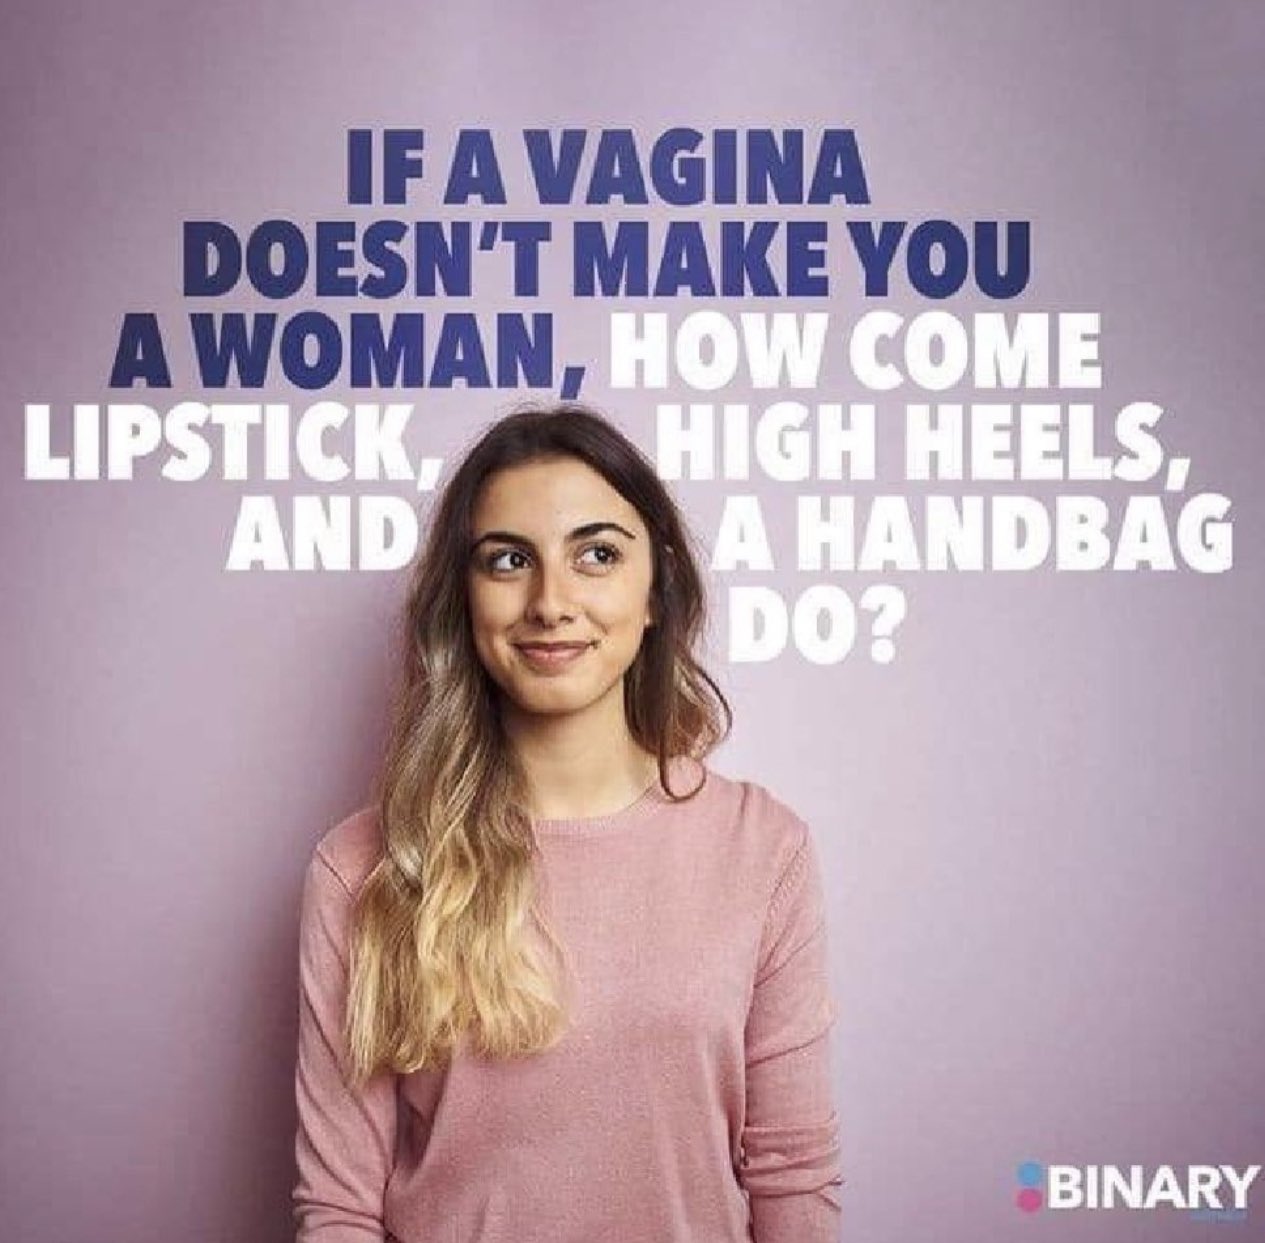 IF A VAGINA
DOESN'T MAKE YOU
A WOMAN, HOW COME
LIPSTICK, HIGH HEELS,
AND A HANDBAG
DO?
BINARY